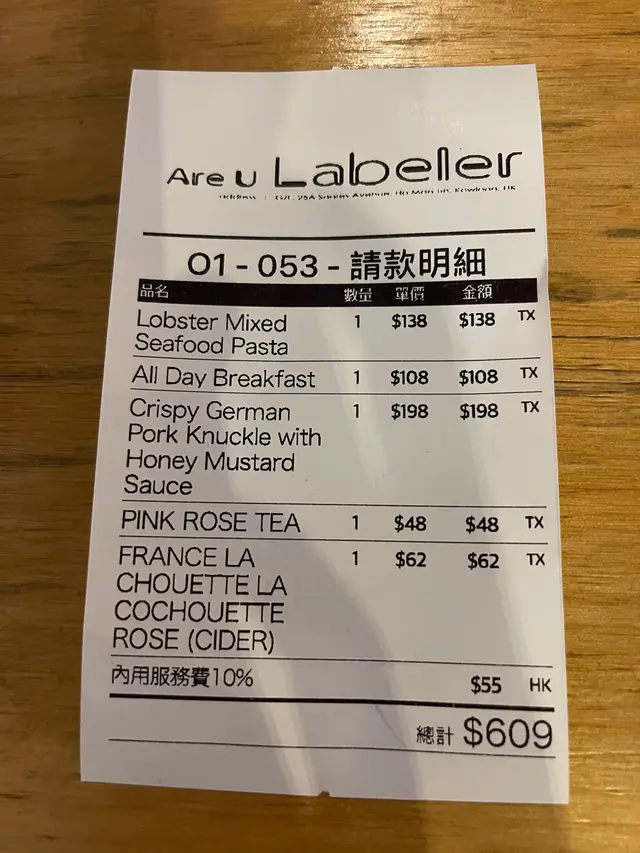 Are U Labeller
01 - 053 - 請款明細
品名 數量 單價 金額
Lobster Mixed 1 $138 $138 TX
Seafood Pasta
All Day Breakfast 1 $108 $108 TX
Crispy German 1 $198 $198 TX
Pork Knuckle with
Honey Mustard
Sauce
PINK ROSE TEA 1 $48 $48 TX
FRANCE LA 1 $62 $62 TX
CHOUETTE LA
COCHOUETTE
ROSE (CIDER)
內用服務費10% $55 HK
總計 $609